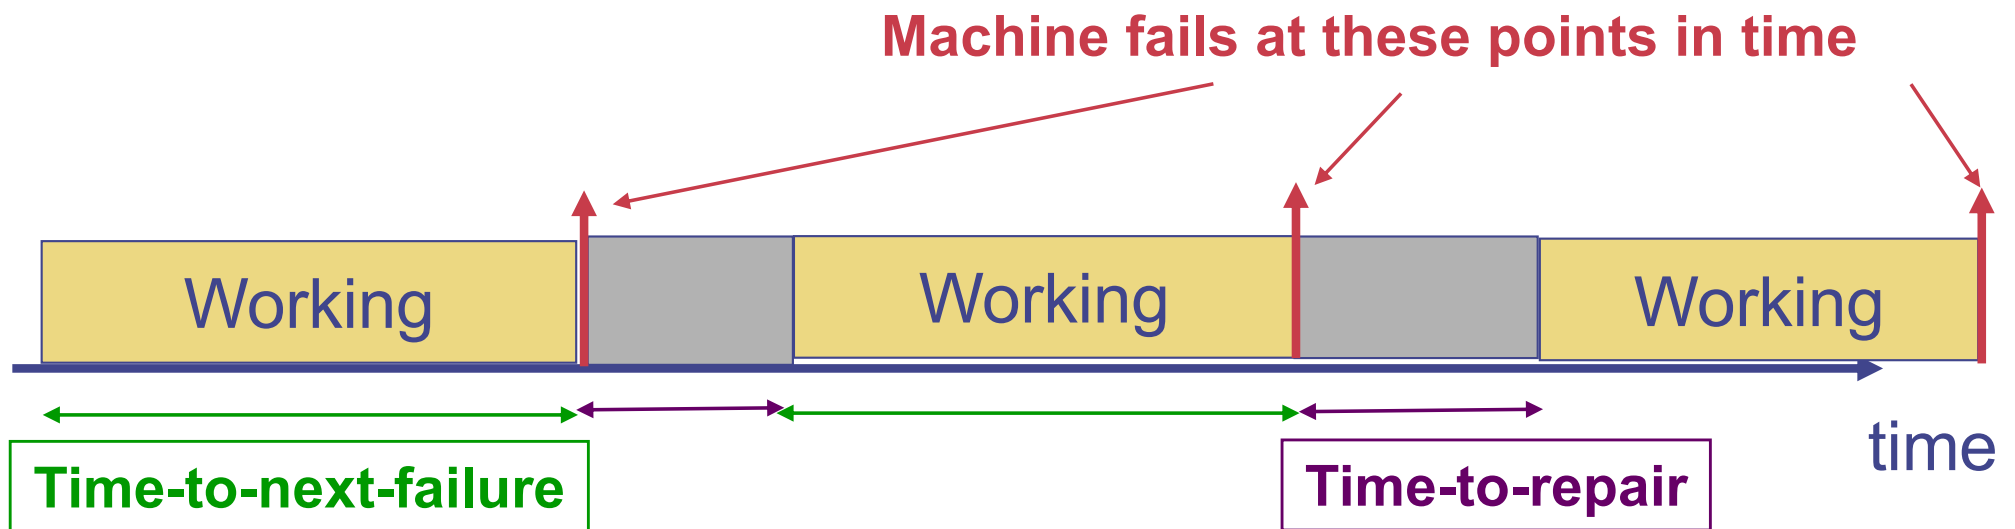 Machine fails at these points in time
Working
Working
Working
time
Time-to-next-failure
Time-to-repair